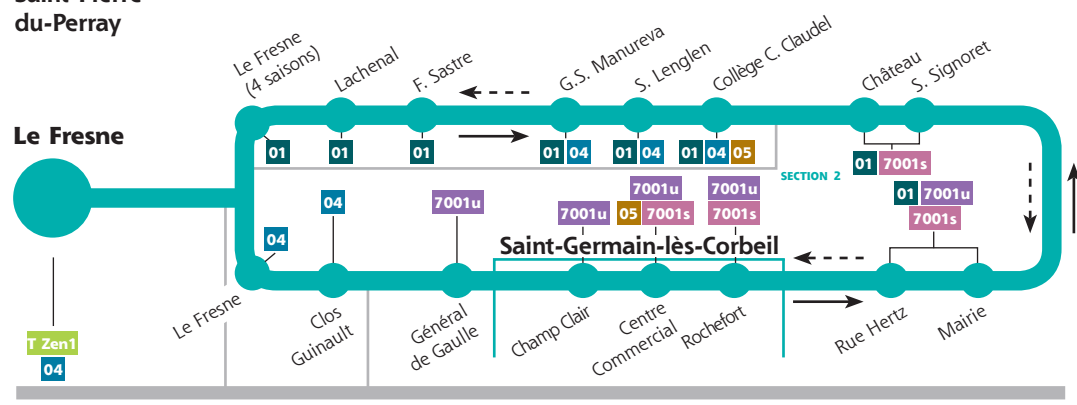 Saint-Pierre
du-Perray
Le Fresne
(4 saisons)
Lachenal
F. Sastre
G.S. Manureva
S. Lenglen
Collège C. Claudel
Château
S. Signoret
Le Fresne
01
01
01
01 04
01 04
01 04 05
01 7001s
SECTION 2
04
04
7001u
7001u
7001u
05 7001s
7001u
7001s
01 7001u
7001s
Saint-Germain-lès-Corbeil
Le Fresne
Clos
Guinault
Général
de Gaulle
Champ Clair
Centre
Commercial
Rochefort
Rue Hertz
Mairie
T Zen1
04